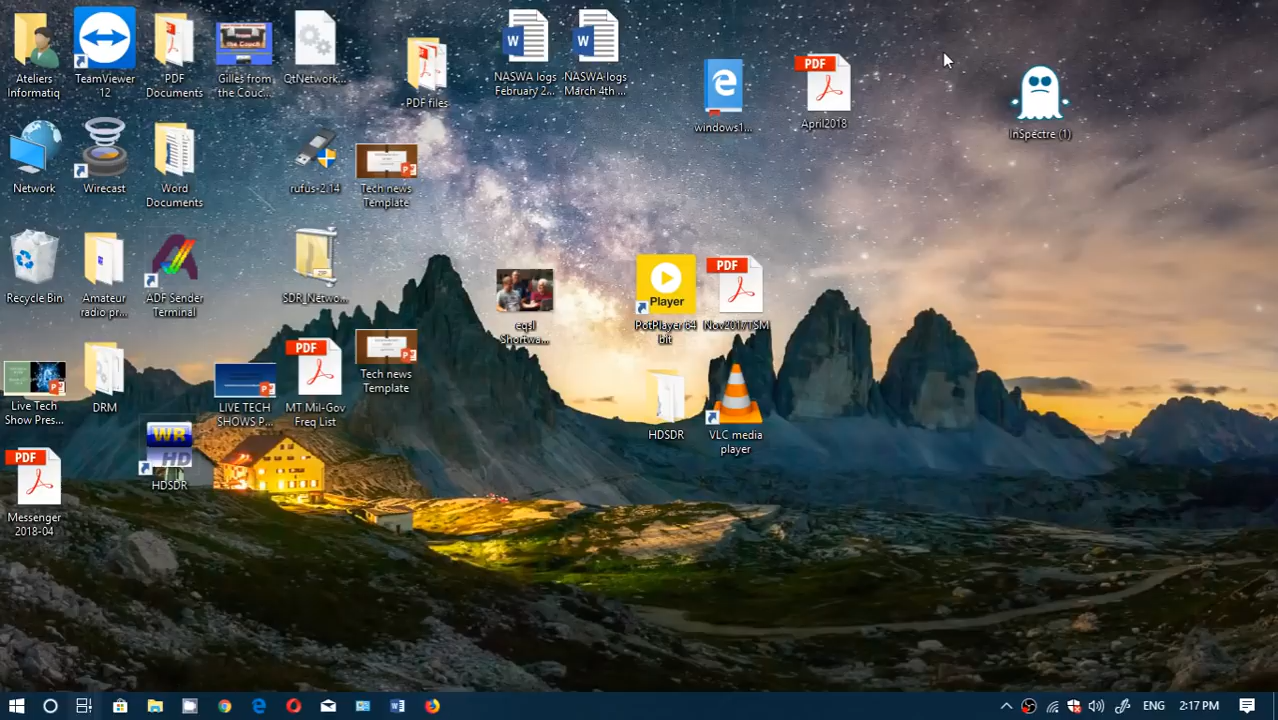 Ateliers
Informatiq
TeamViewer
12
PDF
Documents
Gilles from
the Couc...
QtNetwork...
PDF files
NASWA logs
February 2...
NASWA logs
March 4th ...
windows1...
PDF
April2018
InSpectre (1)
Network
Wirecast
Word
Documents
rufus-2.14
Tech news
Template
Recycle Bin
Amateur
radio pr...
ADF Sender
Terminal
ZIP
SDR_Netwo...
eqsl
Shortwa...
Player
PotPlayer 64
bit
PDF
Nov2017TSM
Live Tech
Show Pres...
DRM
LIVE TECH
SHOWS P...
PDF
MT Mil-Gov
Freq List
Tech news
Template
HDSDR
VLC media
player
WR
HD
HDSDR
PDF
Messenger
2018-04
ENG
2:17 PM